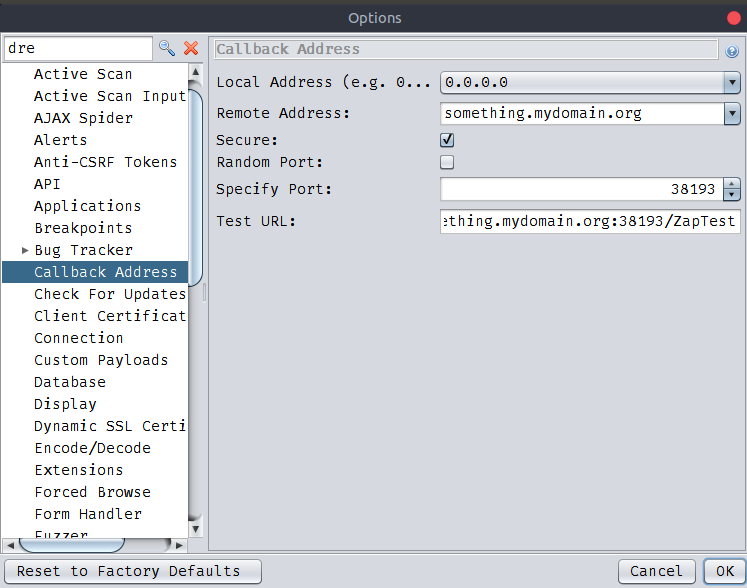 Options
dre
Active Scan
Active Scan Input
AJAX Spider
Alerts
Anti-CSRF Tokens
API
Applications
Breakpoints
Bug Tracker
Callback Address
Check For Updates
Client Certificat
Connection
Custom Payloads
Database
Display
Dynamic SSL Certi
Encode/Decode
Extensions
Forced Browse
Form Handler
Fuzzer
Callback Address
Local Address (e.g. 0... 0.0.0.0
Remote Address: something.mydomain.org
Secure:
Random Port:
Specify Port: 38193
Test URL: ething.mydomain.org:38193/ZapTest
Reset to Factory Defaults
Cancel
OK